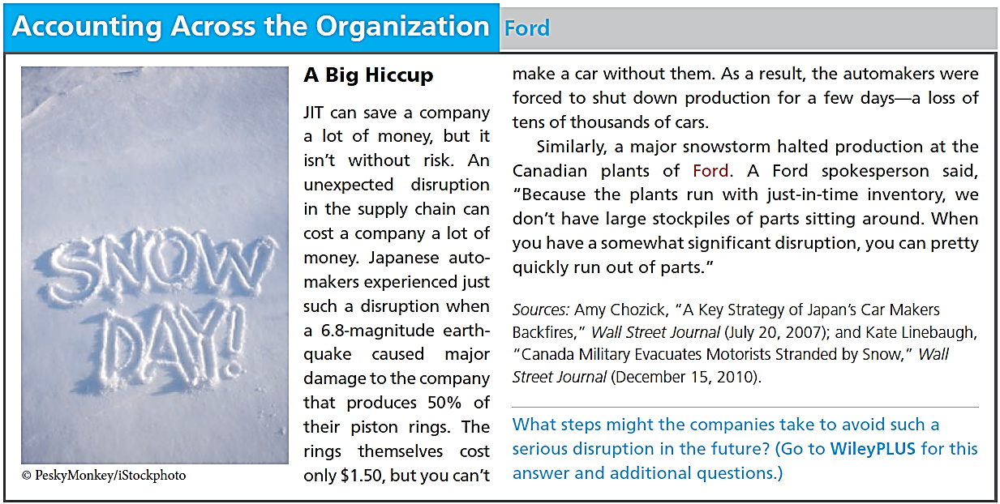 Accounting Across the Organization
Ford
SNOW
DAY!
© PeskyMonkey/iStockphoto
A Big Hiccup
JIT can save a company
a lot of money, but it
isn't without risk. An
unexpected disruption
in the supply chain can
cost a company a lot of
money. Japanese auto-
makers experienced just
such a disruption when
a 6.8-magnitude earth-
quake caused major
damage to the company
that produces 50% of
their piston rings. The
rings themselves cost
only $1.50, but you can't
make a car without them. As a result, the automakers were
forced to shut down production for a few days—a loss of
tens of thousands of cars.
Similarly, a major snowstorm halted production at the
Canadian plants of Ford. A Ford spokesperson said,
“Because the plants run with just-in-time inventory, we
don't have large stockpiles of parts sitting around. When
you have a somewhat significant disruption, you can pretty
quickly run out of parts.”
Sources: Amy Chozick, “A Key Strategy of Japan's Car Makers
Backfires,” Wall Street Journal (July 20, 2007); and Kate Linebaugh,
“Canada Military Evacuates Motorists Stranded by Snow,” Wall
Street Journal (December 15, 2010).
What steps might the companies take to avoid such a
serious disruption in the future? (Go to WileyPLUS for this
answer and additional questions.)